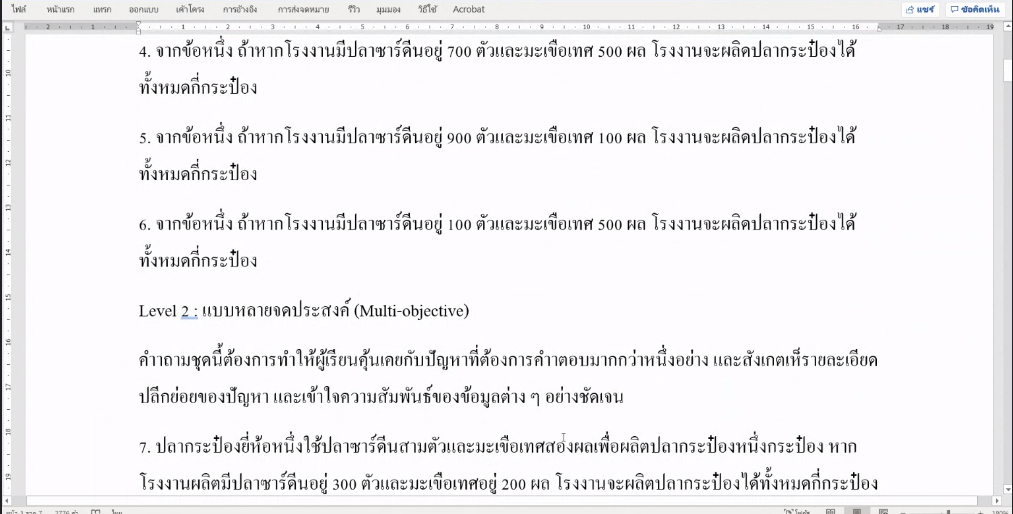 ไฟล์ หน้าแรก แทรก ออกแบบ เค้าโครง การอ้างอิง การส่งจดหมาย รีวิว มุมมอง วิธีใช้ Acrobat แชร์ ข้อคิดเห็น
4. จากข้อหนึ่ง ถ้าหากโรงงานมีปลาซาร์ดีนอยู่ 700 ตัวและมะเขือเทศ 500 ผล โรงงานจะผลิตปลากระป๋องได้
ทั้งหมดกี่กระป๋อง
5. จากข้อหนึ่ง ถ้าหากโรงงานมีปลาซาร์ดีนอยู่ 900 ตัวและมะเขือเทศ 100 ผล โรงงานจะผลิตปลากระป๋องได้
ทั้งหมดกี่กระป๋อง
6. จากข้อหนึ่ง ถ้าหากโรงงานมีปลาซาร์ดีนอยู่ 100 ตัวและมะเขือเทศ 500 ผล โรงงานจะผลิตปลากระป๋องได้
ทั้งหมดกี่กระป๋อง
Level 2 : แบบหลายจดประสงค์ (Multi-objective)
คำาถามชุดนี้ต้องการทำให้ผู้เรียนคุ้นเคยกับปัญหาที่ต้องการคำาตอบมากกว่าหนึ่งอย่าง และสังเกตเห็รายละเอียด
ปลีกย่อยของปัญหา และเข้าใจความสัมพันธ์ของข้อมูลต่าง ๆ อย่างชัดเจน
7. ปลากระป๋องยี่ห้อหนึ่งใช้ปลาซาร์ดีนสามตัวและมะเขือเทศสองผลเพื่อผลิตปลากระป๋องหนึ่งกระป๋อง หาก
โรงงานผลิตมีปลาซาร์ดีนอยู่ 300 ตัวและมะเขือเทศอยู่ 200 ผล โรงงานจะผลิตปลากระป๋องได้ทั้งหมดกี่กระป๋อง